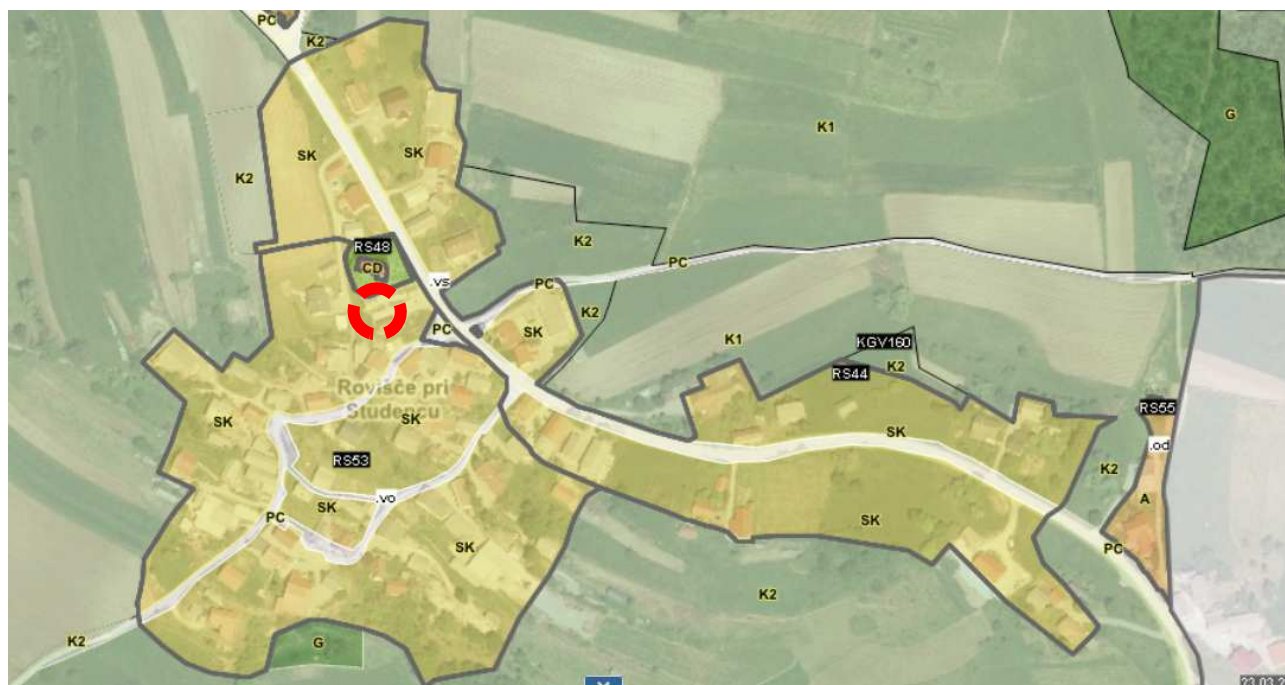 PC
K2
K1
G
SK
SK
K2
RS48
CD
.vs
K2
PC
PC
PC
SK
K2
K1
KGV160
K2
RS44
Rovišče pri
Studencu
RS55
SK
SK
SK
.od
RS53
K2
.vo
SK
A
PC
SK
SK
PC
K2
K2
G